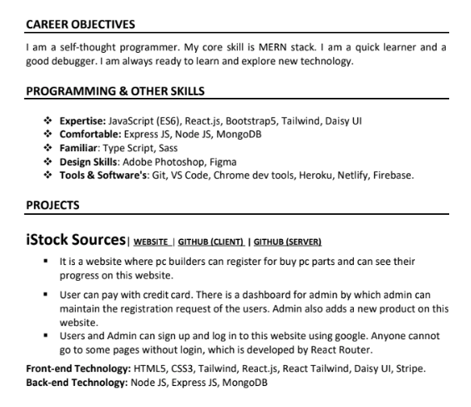 CAREER OBJECTIVES
I am a self-thought programmer. My core skill is MERN stack. I am a quick learner and a
good debugger. I am always ready to learn and explore new technology.
PROGRAMMING & OTHER SKILLS
❖ Expertise: JavaScript (ES6), React.js, Bootstrap5, Tailwind, Daisy UI
❖ Comfortable: Express JS, Node JS, MongoDB
❖ Familiar: Type Script, Sass
❖ Design Skills: Adobe Photoshop, Figma
❖ Tools & Software's: Git, VS Code, Chrome dev tools, Heroku, Netlify, Firebase.
PROJECTS
iStock Sources| WEBSITE | GITHUB (CLIENT) | GITHUB (SERVER)
▪ It is a website where pc builders can register for buy pc parts and can see their
progress on this website.
▪ User can pay with credit card. There is a dashboard for admin by which admin can
maintain the registration request of the users. Admin also adds a new product on this
website.
▪ Users and Admin can sign up and log in to this website using google. Anyone cannot
go to some pages without login, which is developed by React Router.
Front-end Technology: HTML5, CSS3, Tailwind, React.js, React Tailwind, Daisy UI, Stripe.
Back-end Technology: Node JS, Express JS, MongoDB